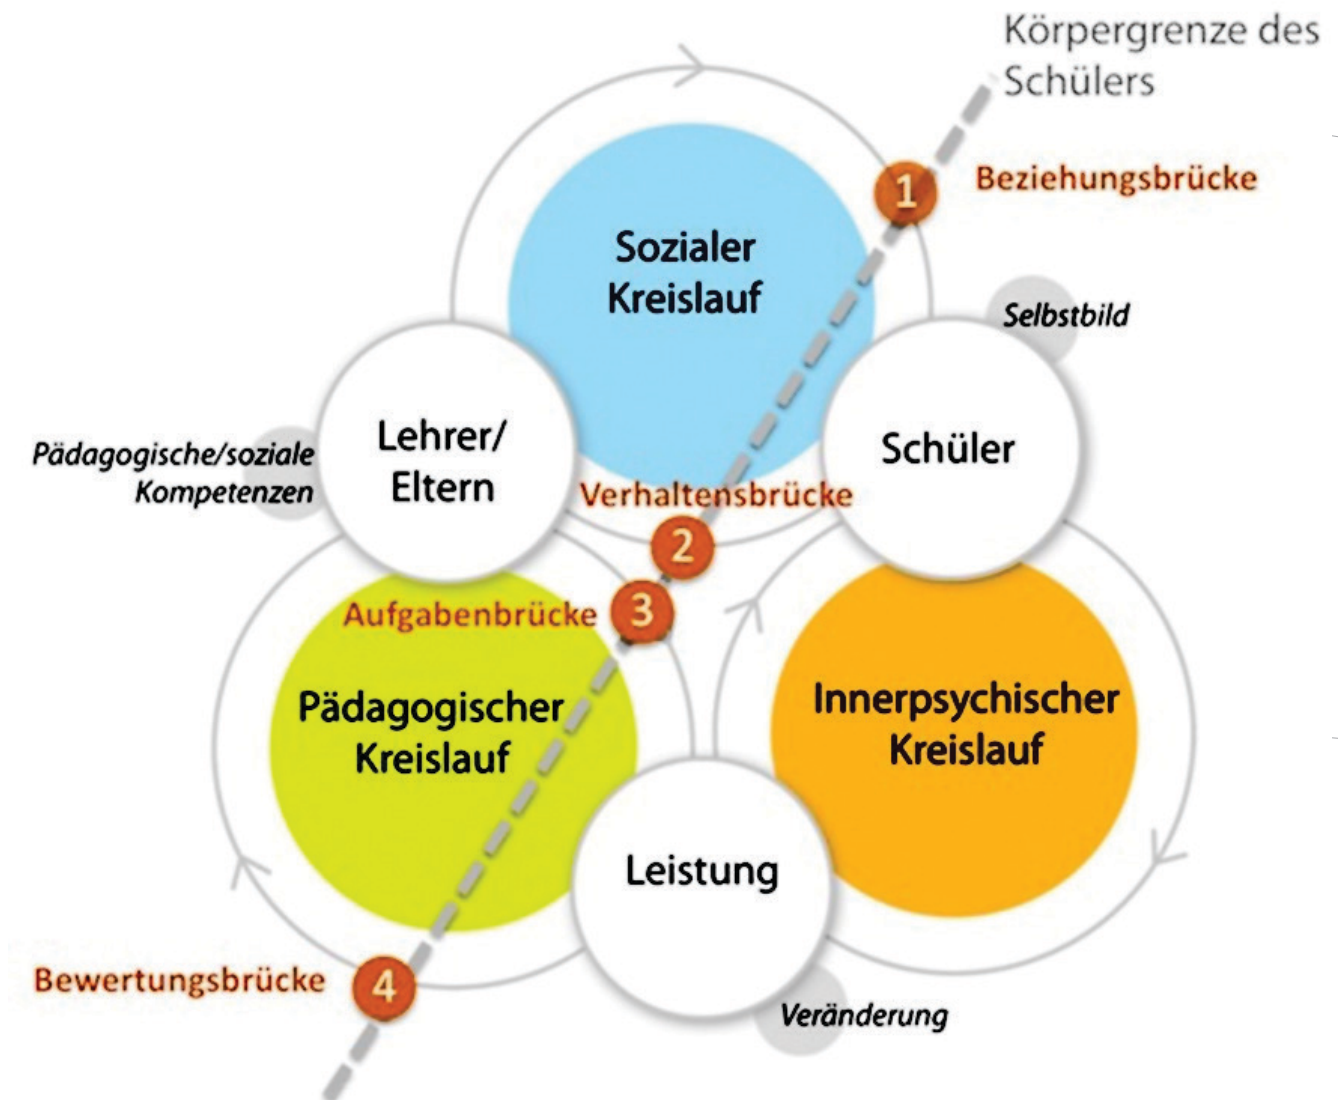 Körpergrenze des
Schülers
1
Beziehungsbrücke
Sozialer
Kreislauf
Selbstbild
Lehrer/
Eltern
Schüler
Pädagogische/soziale
Kompetenzen
Verhaltensbrücke
2
Aufgabenbrücke
3
Pädagogischer
Kreislauf
Innerpsychischer
Kreislauf
Leistung
Bewertungsbrücke
4
Veränderung